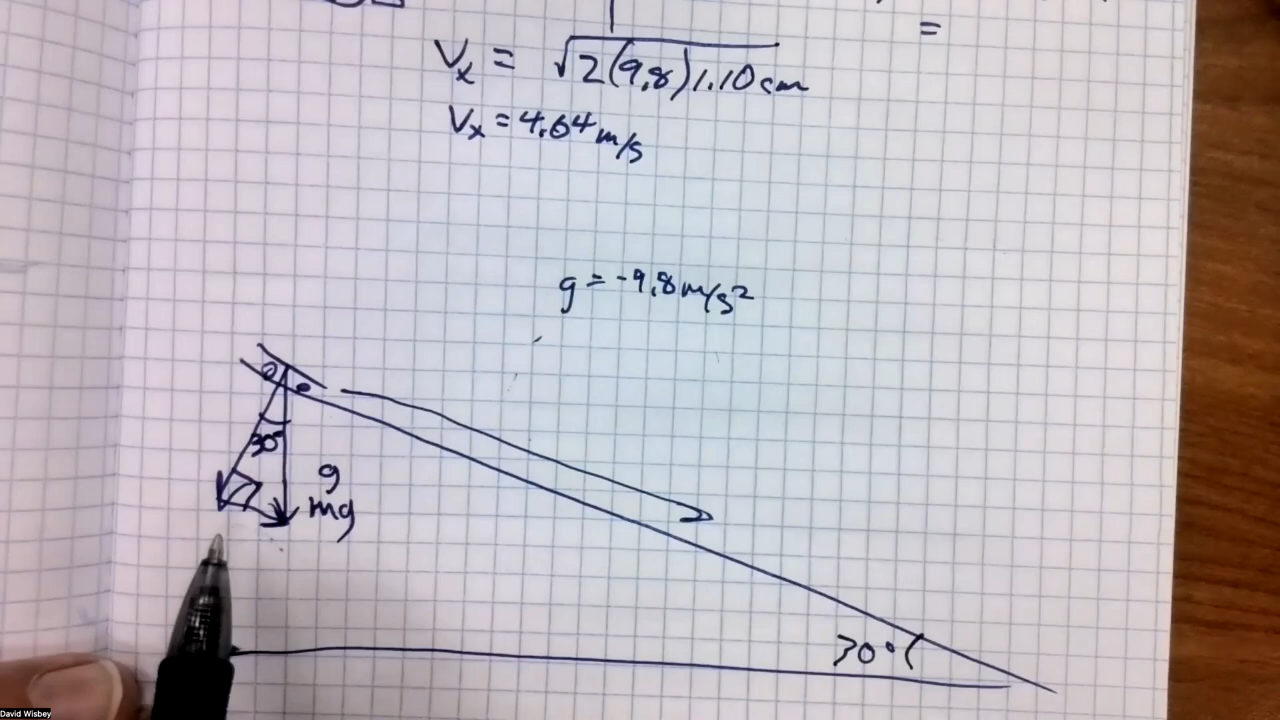 =
Vx = √2(9.8)1.10cm
Vx = 4.64 m/s
g = -9.8 m/s²
30°
g
mg
30°
David Wisbey